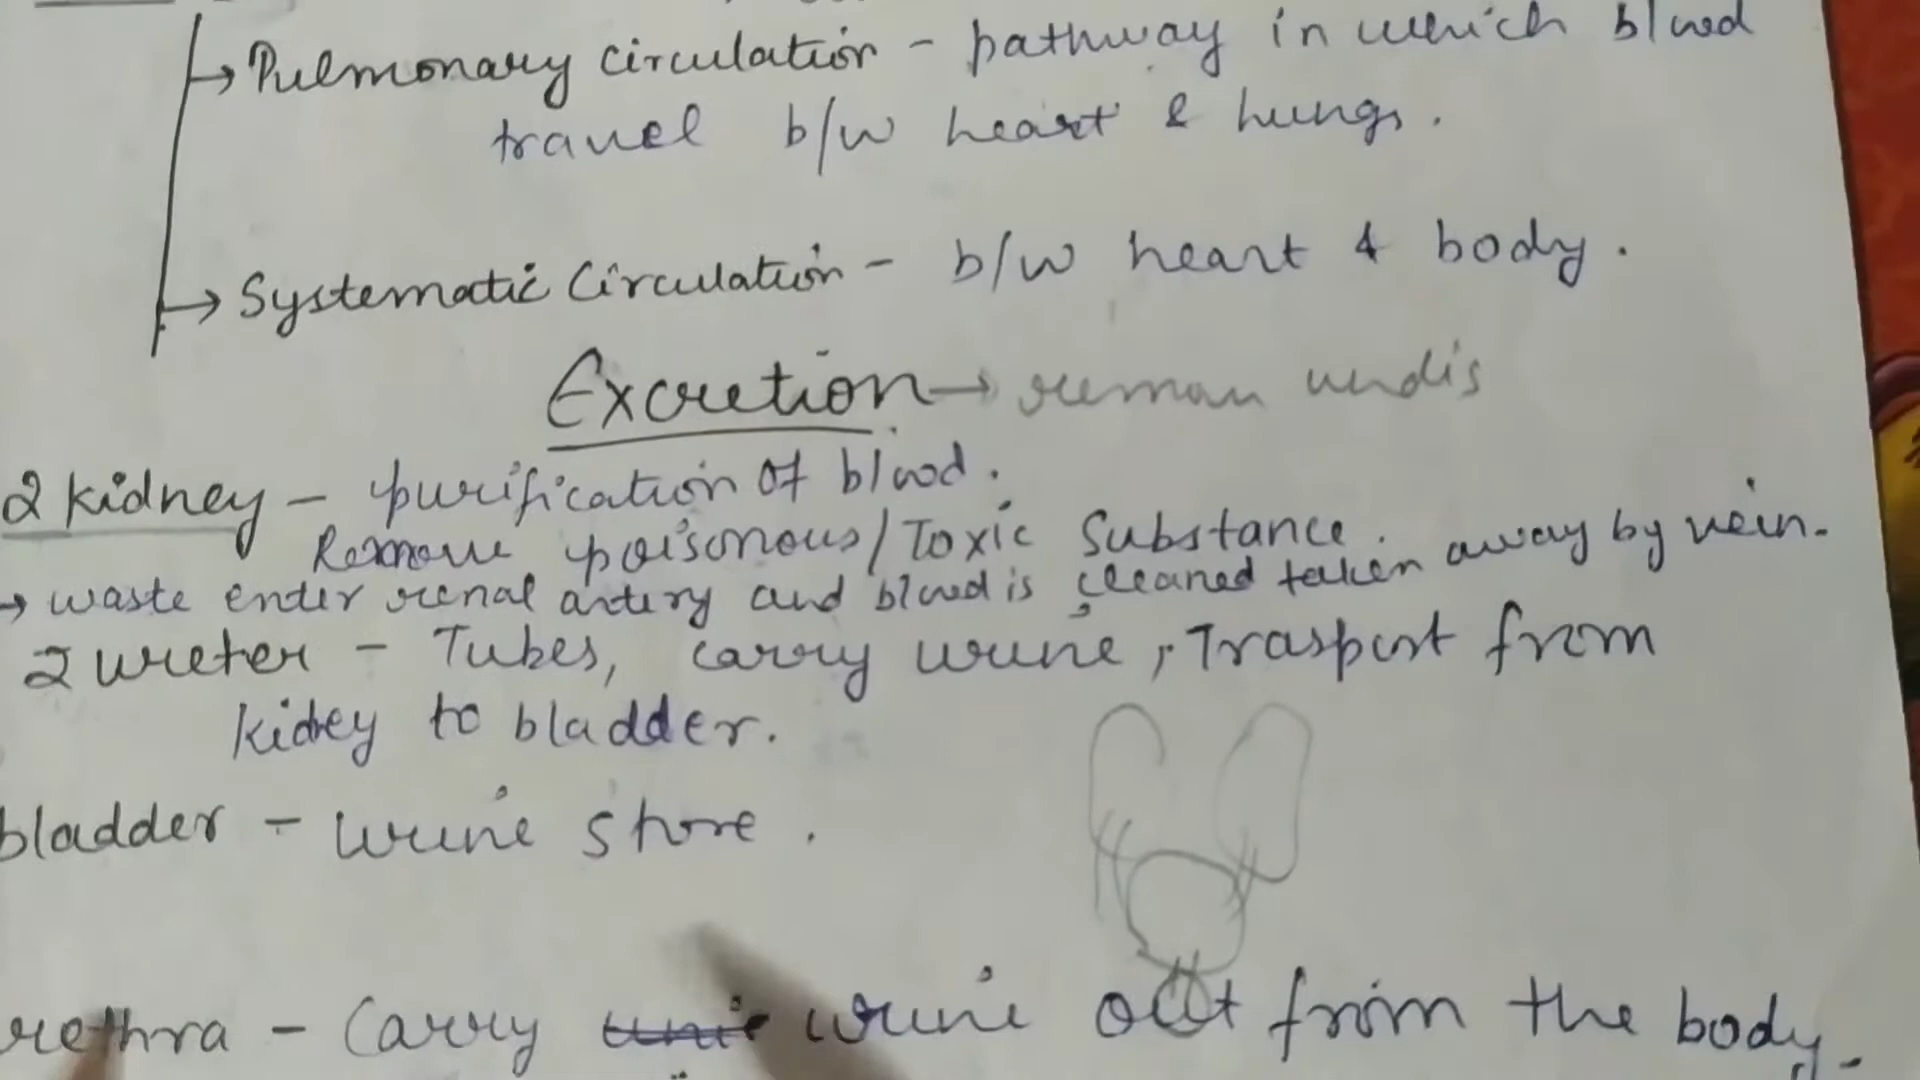 → Pulmonary circulation - pathway in which blood
travel b/w heart & lungs.
→ Systematic Circulation - b/w heart & body.
Excretion →
2 kidney - purification of blood.
Remove poisonous/Toxic Substance.
→ waste enter renal artery and blood is cleaned taken away by vein.
2 ureter - Tubes, carry urine, Trasport from
kidney to bladder.
bladder - urine store.
rethra - Carry urine out from the body.